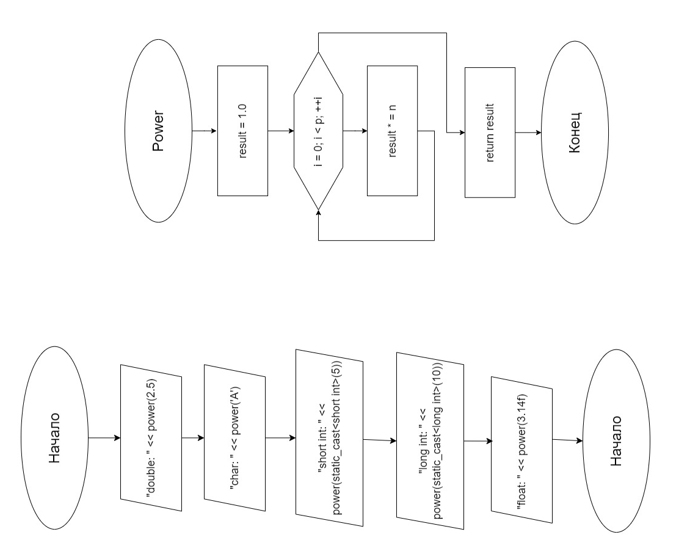 Power
result = 1.0
i = 0; i < p; ++i
result * = n
return result
Конец
Начало
"double: " << power(2.5)
"char: " << power('A')
"short int: " <<
power(static_cast<short int>(5))
"long int: " <<
power(static_cast<long int>(10))
"float: " << power(3.14f)
Начало